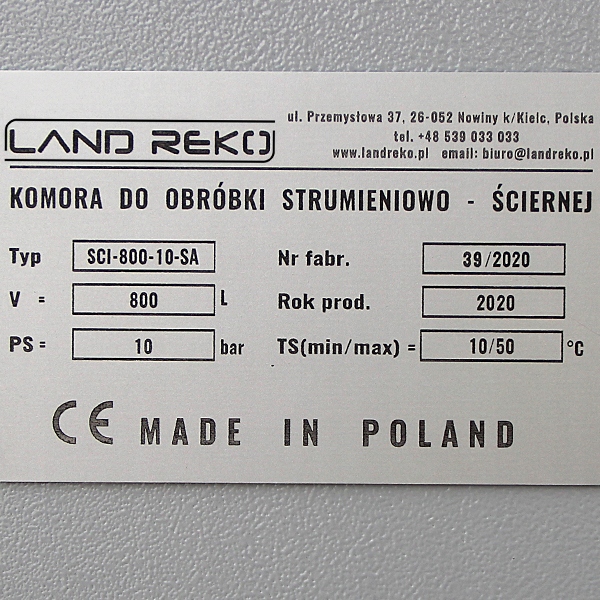 LAND REKO
ul. Przemysłowa 37, 26-052 Nowiny k/Kielc, Polska
tel. +48 539 033 033
www.landreko.pl email: biuro@landreko.pl
KOMORA DO OBRÓBKI STRUMIENIOWO - ŚCIERNEJ
Typ SCI-800-10-SA Nr fabr. 39/2020
V = 800 L Rok prod. 2020
PS = 10 bar TS(min/max) = 10/50 °C
CE MADE IN POLAND